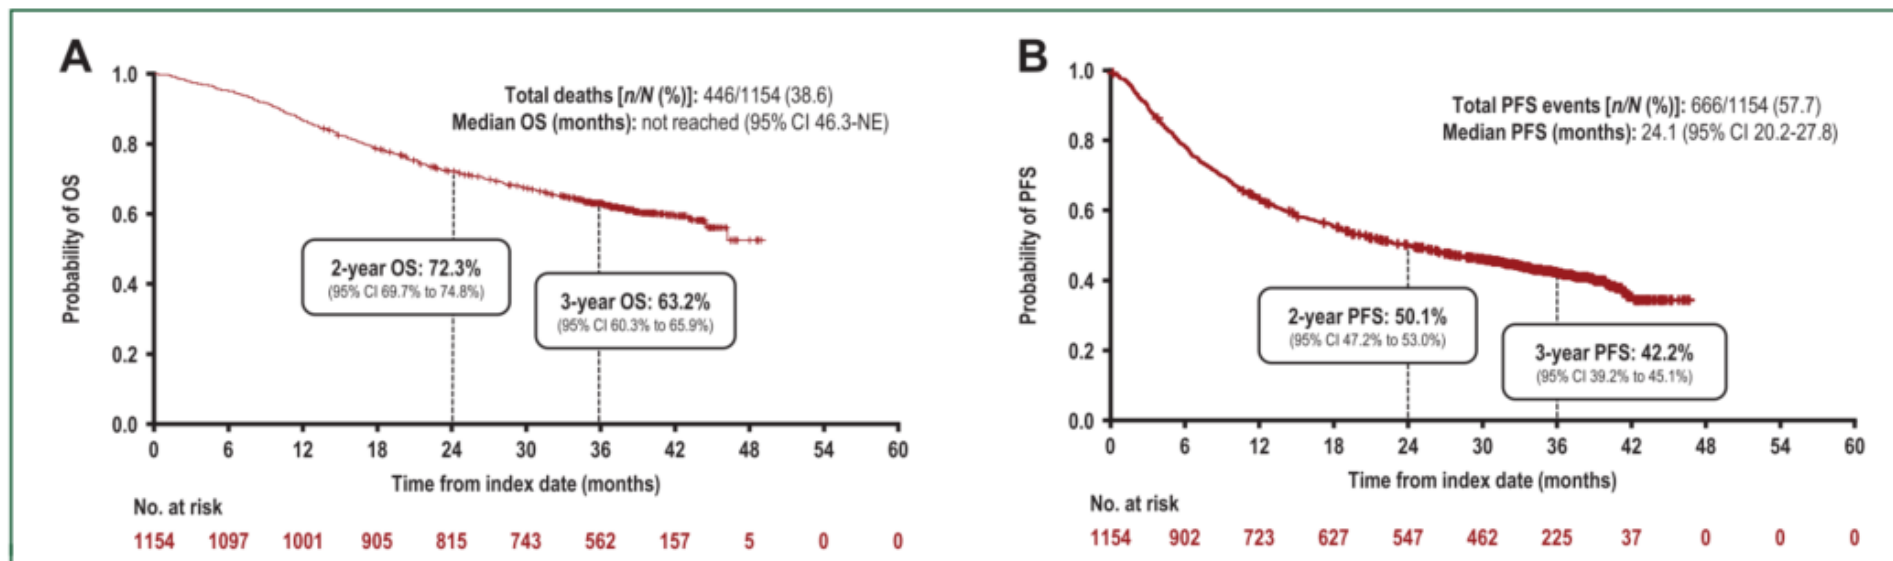 A
Total deaths [n/N (%)]: 446/1154 (38.6)
Median OS (months): not reached (95% CI 46.3-NE)
Probability of OS
1.0
0.8
0.6
0.4
0.2
0.0
2-year OS: 72.3%
(95% CI 69.7% to 74.8%)
3-year OS: 63.2%
(95% CI 60.3% to 65.9%)
0 6 12 18 24 30 36 42 48 54 60
Time from index date (months)
No. at risk
1154 1097 1001 905 815 743 562 157 5 0 0
B
Total PFS events [n/N (%)]: 666/1154 (57.7)
Median PFS (months): 24.1 (95% CI 20.2-27.8)
Probability of PFS
1.0
0.8
0.6
0.4
0.2
0.0
2-year PFS: 50.1%
(95% CI 47.2% to 53.0%)
3-year PFS: 42.2%
(95% CI 39.2% to 45.1%)
0 6 12 18 24 30 36 42 48 54 60
Time from index date (months)
No. at risk
1154 902 723 627 547 462 225 37 0 0 0